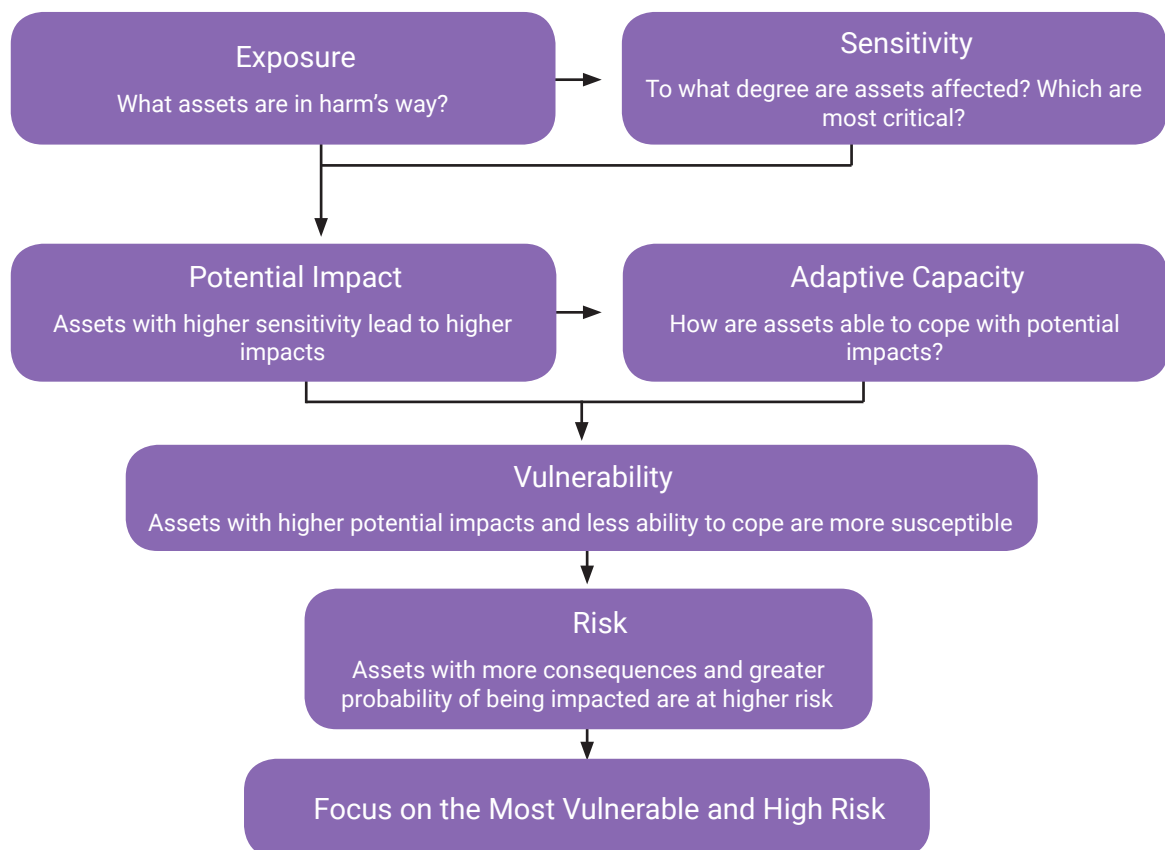 Exposure
What assets are in harm’s way?
Sensitivity
To what degree are assets affected? Which are
most critical?
Potential Impact
Assets with higher sensitivity lead to higher
impacts
Adaptive Capacity
How are assets able to cope with potential
impacts?
Vulnerability
Assets with higher potential impacts and less ability to cope are more susceptible
Risk
Assets with more consequences and greater
probability of being impacted are at higher risk
Focus on the Most Vulnerable and High Risk